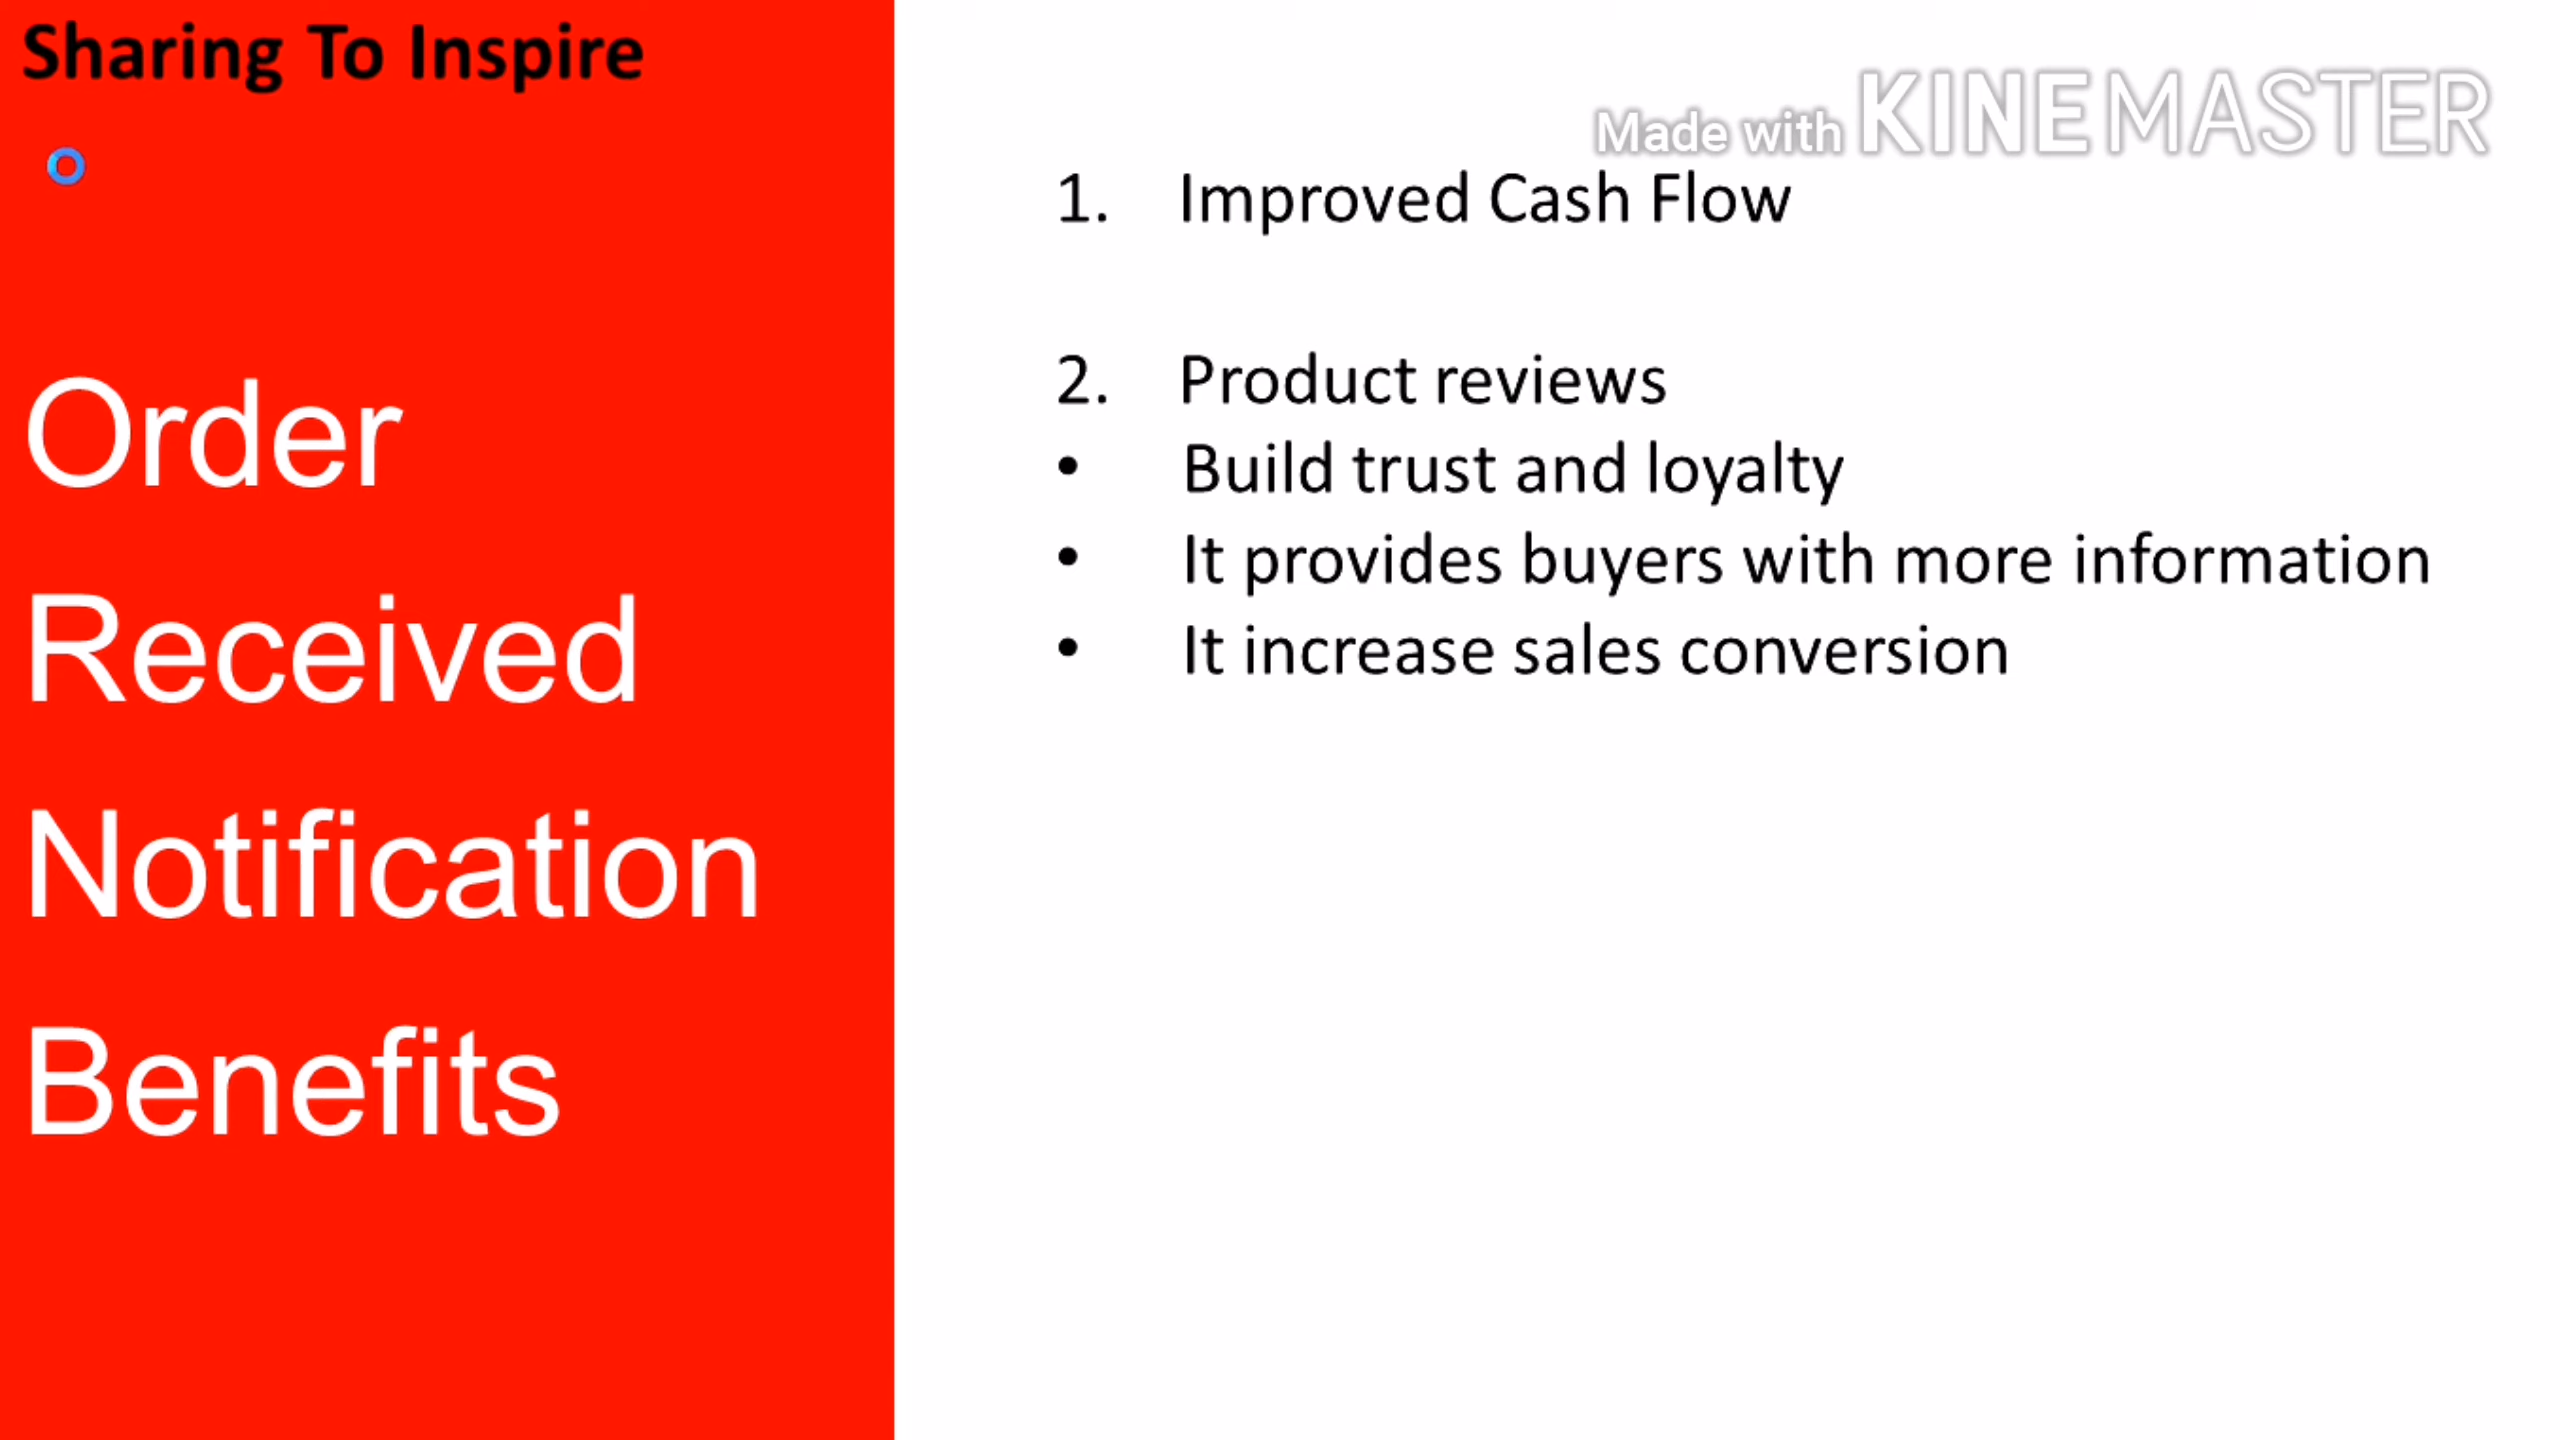 Sharing To Inspire
Order
Received
Notification
Benefits
Made with KINEMASTER
1. Improved Cash Flow
2. Product reviews
• Build trust and loyalty
• It provides buyers with more information
• It increase sales conversion